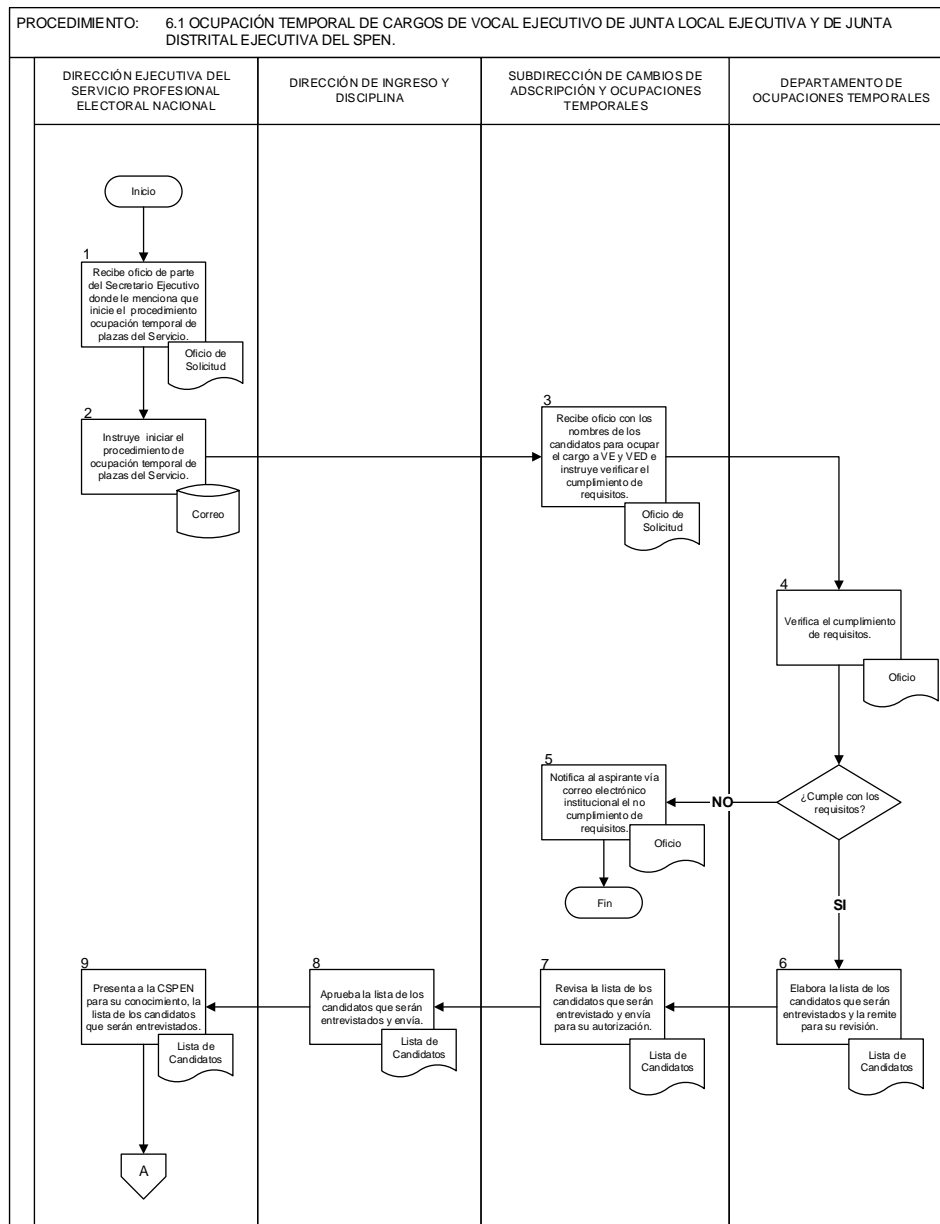 PROCEDIMIENTO: 6.1 OCUPACIÓN TEMPORAL DE CARGOS DE VOCAL EJECUTIVO DE JUNTA LOCAL EJECUTIVA Y DE JUNTA
DISTRITAL EJECUTIVA DEL SPEN.
DIRECCIÓN EJECUTIVA DEL
SERVICIO PROFESIONAL
ELECTORAL NACIONAL
DIRECCIÓN DE INGRESO Y
DISCIPLINA
SUBDIRECCIÓN DE CAMBIOS DE
ADSCRIPCIÓN Y OCUPACIONES
TEMPORALES
DEPARTAMENTO DE
OCUPACIONES TEMPORALES
Inicio
1
Recibe oficio de parte
del Secretario Ejecutivo
donde le menciona que
inicie el procedimiento
ocupación temporal de
plazas del Servicio.
Oficio de
Solicitud
2
Instruye iniciar el
procedimiento de
ocupación temporal de
plazas del Servicio.
Correo
3
Recibe oficio con los
nombres de los
candidatos para ocupar
el cargo a VE y VED e
instruye verificar el
cumplimiento de
requisitos.
Oficio de
Solicitud
4
Verifica el cumplimiento
de requisitos.
Oficio
¿Cumple con los
requisitos?
NO
5
Notifica al aspirante vía
correo electrónico
institucional el no
cumplimiento de
requisitos.
Oficio
Fin
SI
6
Elabora la lista de los
candidatos que serán
entrevistados y la remite
para su revisión.
Lista de
Candidatos
7
Revisa la lista de los
candidatos que serán
entrevistado y envía
para su autorización.
Lista de
Candidatos
8
Aprueba la lista de los
candidatos que serán
entrevistados y envía.
Lista de
Candidatos
9
Presenta a la CSPEN
para su conocimiento, la
lista de los candidatos
que serán entrevistados.
Lista de
Candidatos
A